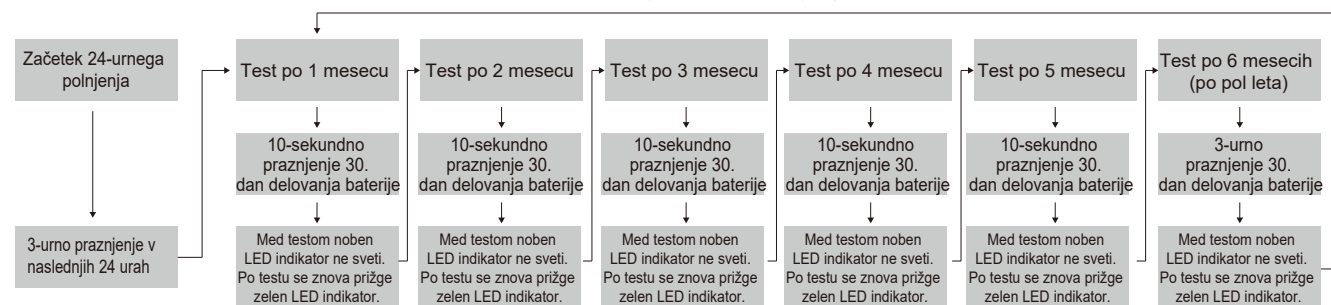 Začetek 24-urnega
polnjenja
3-urno praznjenje v
naslednjih 24 urah
Test po 1 mesecu
10-sekundno
praznjenje 30.
dan delovanja baterije
Med testom noben
LED indikator ne sveti.
Po testu se znova prižge
zelen LED indikator.
Test po 2 mesecu
10-sekundno
praznjenje 30.
dan delovanja baterije
Med testom noben
LED indikator ne sveti.
Po testu se znova prižge
zelen LED indikator.
Test po 3 mesecu
10-sekundno
praznjenje 30.
dan delovanja baterije
Med testom noben
LED indikator ne sveti.
Po testu se znova prižge
zelen LED indikator.
Test po 4 mesecu
10-sekundno
praznjenje 30.
dan delovanja baterije
Med testom noben
LED indikator ne sveti.
Po testu se znova prižge
zelen LED indikator.
Test po 5 mesecu
10-sekundno
praznjenje 30.
dan delovanja baterije
Med testom noben
LED indikator ne sveti.
Po testu se znova prižge
zelen LED indikator.
Test po 6 mesecih
(po pol leta)
3-urno
praznjenje 30.
dan delovanja baterije
Med testom noben
LED indikator ne sveti.
Po testu se znova prižge
zelen LED indikator.